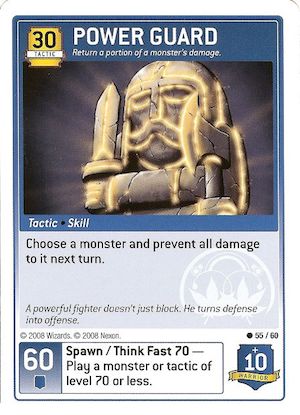 30
TACTIC
POWER GUARD
Return a portion of a monster's damage.
Tactic • Skill
Choose a monster and prevent all damage
to it next turn.
A powerful fighter doesn't just block. He turns defense
into offense.
© 2008 Wizards. © 2008 Nexon.
● 55 / 60
60
Spawn / Think Fast 70 —
Play a monster or tactic of
level 70 or less.
10
WARRIOR